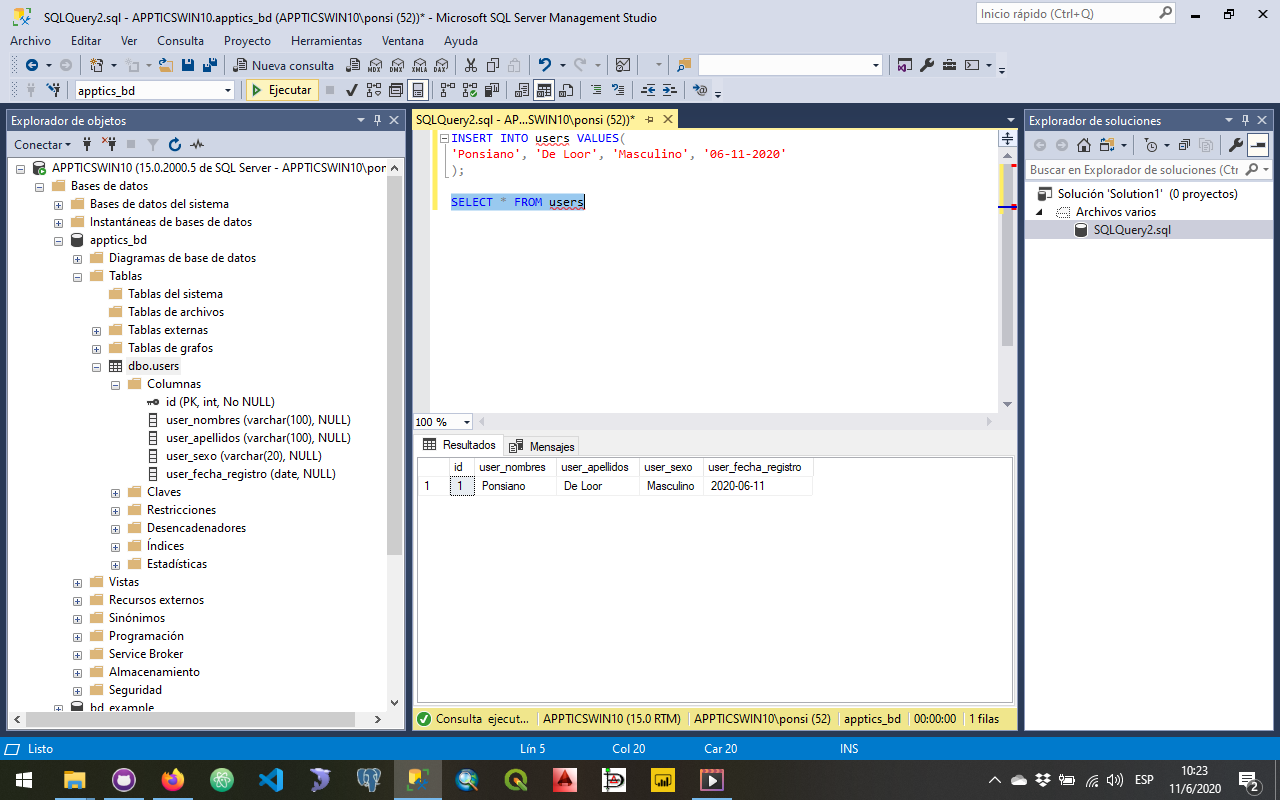 SQLQuery2.sql - APPTICSWIN10.apptics_bd (APPTICSWIN10\ponsi (52))* - Microsoft SQL Server Management Studio
Inicio rápido (Ctrl+Q)
Archivo Editar Ver Consulta Proyecto Herramientas Ventana Ayuda
Nueva consulta MDX DMX XMLA DAX
apptics_bd Ejecutar
Explorador de objetos
Conectar
APPTICSWIN10 (15.0.2000.5 de SQL Server - APPTICSWIN10\por
Bases de datos
Bases de datos del sistema
Instantáneas de bases de datos
apptics_bd
Diagramas de base de datos
Tablas
Tablas del sistema
Tablas de archivos
Tablas externas
Tablas de grafos
dbo.users
Columnas
id (PK, int, No NULL)
user_nombres (varchar(100), NULL)
user_apellidos (varchar(100), NULL)
user_sexo (varchar(20), NULL)
user_fecha_registro (date, NULL)
Claves
Restricciones
Desencadenadores
Índices
Estadísticas
Vistas
Recursos externos
Sinónimos
Programación
Service Broker
Almacenamiento
Seguridad
bd_example
SQLQuery2.sql - AP...SWIN10\ponsi (52))*
INSERT INTO users VALUES(
'Ponsiano', 'De Loor', 'Masculino', '06-11-2020'
);
SELECT * FROM users
100 %
Resultados Mensajes
id user_nombres user_apellidos user_sexo user_fecha_registro
1 1 Ponsiano De Loor Masculino 2020-06-11
Consulta ejecut... APPTICSWIN10 (15.0 RTM) APPTICSWIN10\ponsi (52) apptics_bd 00:00:00 1 filas
Explorador de soluciones
Buscar en Explorador de soluciones (Ctr
Solución 'Solution1' (0 proyectos)
Archivos varios
SQLQuery2.sql
Listo Lín 5 Col 20 Car 20 INS
ESP 10:23
11/6/2020 2